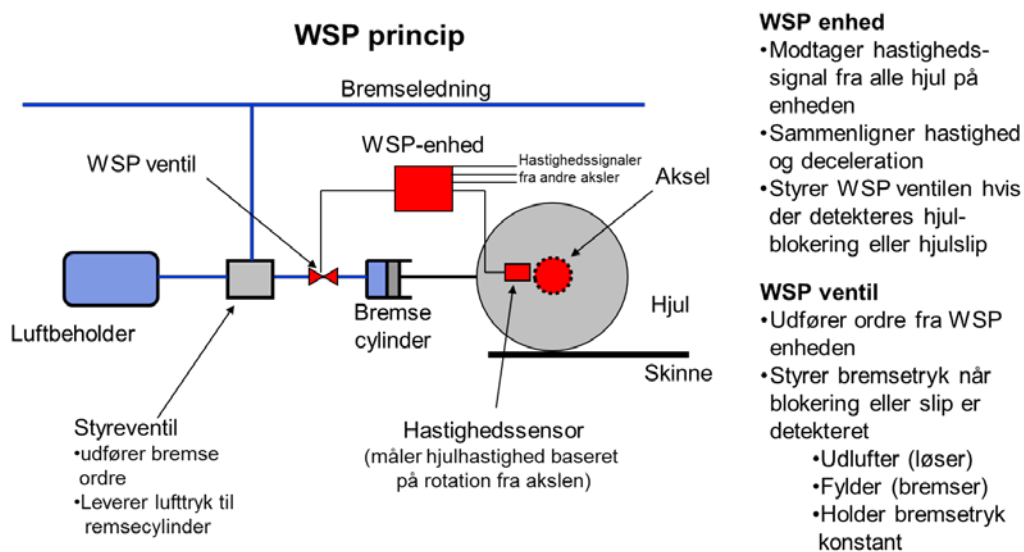 WSP princip
Bremseledning
WSP ventil
WSP-enhed
Hastighedssignaler
fra andre aksler
Aksel
Luftbeholder
Bremse
cylinder
Hjul
Skinne
Styreventil
•udfører bremse
ordre
•Leverer lufttryk til
remsecylinder
Hastighedssensor
(måler hjulhastighed baseret
på rotation fra akslen)
WSP enhed
•Modtager hastigheds-
signal fra alle hjul på
enheden
•Sammenligner hastighed
og deceleration
•Styrer WSP ventilen hvis
der detekteres hjul-
blokering eller hjulslip
WSP ventil
•Udfører ordre fra WSP
enheden
•Styrer bremsetryk når
blokering eller slip er
detekteret
•Udlufter (løser)
•Fylder (bremser)
•Holder bremsetryk
konstant